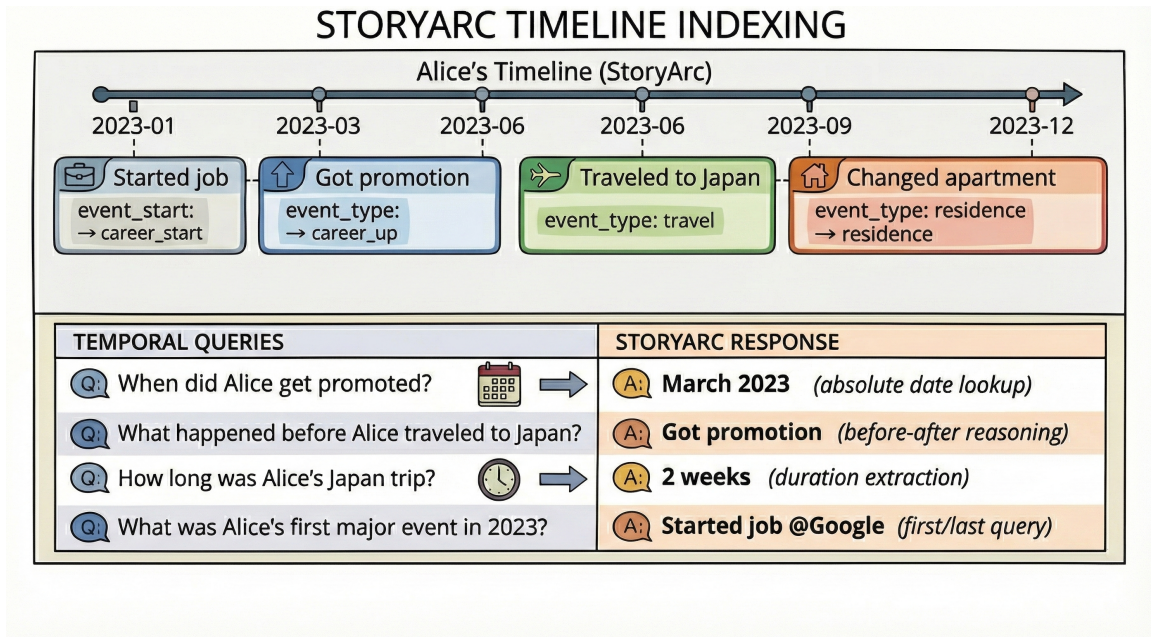 STORYARC TIMELINE INDEXING
Alice's Timeline (StoryArc)
2023-01 2023-03 2023-06 2023-06 2023-09 2023-12
Started job
event_start:
→ career_start
Got promotion
event_type:
→ career_up
Traveled to Japan
event_type: travel
Changed apartment
event_type: residence
→ residence
TEMPORAL QUERIES STORYARC RESPONSE
Q: When did Alice get promoted? A: March 2023 (absolute date lookup)
Q: What happened before Alice traveled to Japan? A: Got promotion (before-after reasoning)
Q: How long was Alice's Japan trip? A: 2 weeks (duration extraction)
Q: What was Alice's first major event in 2023? A: Started job @Google (first/last query)